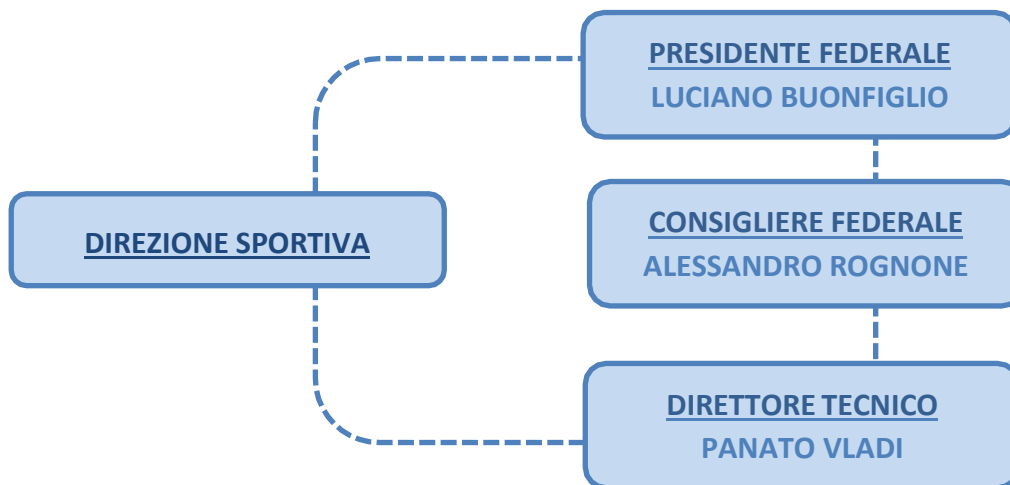 PRESIDENTE FEDERALE
LUCIANO BUONFIGLIO
DIREZIONE SPORTIVA
CONSIGLIERE FEDERALE
ALESSANDRO ROGNONE
DIRETTORE TECNICO
PANATO VLADI